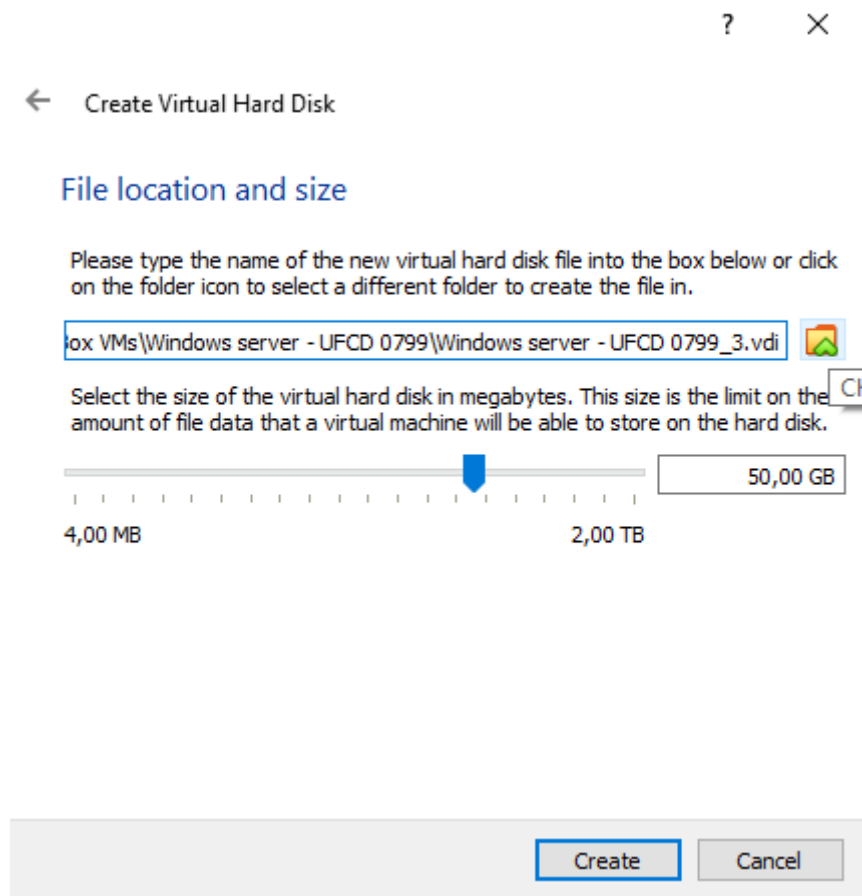 ?
Create Virtual Hard Disk
File location and size
Please type the name of the new virtual hard disk file into the box below or click
on the folder icon to select a different folder to create the file in.
VMs\Windows server - UFCD 0799\Windows server - UFCD 0799_3.vdi
Select the size of the virtual hard disk in megabytes. This size is the limit on the
amount of file data that a virtual machine will be able to store on the hard disk.
50,00 GB
4,00 MB
2,00 TB
Create
Cancel